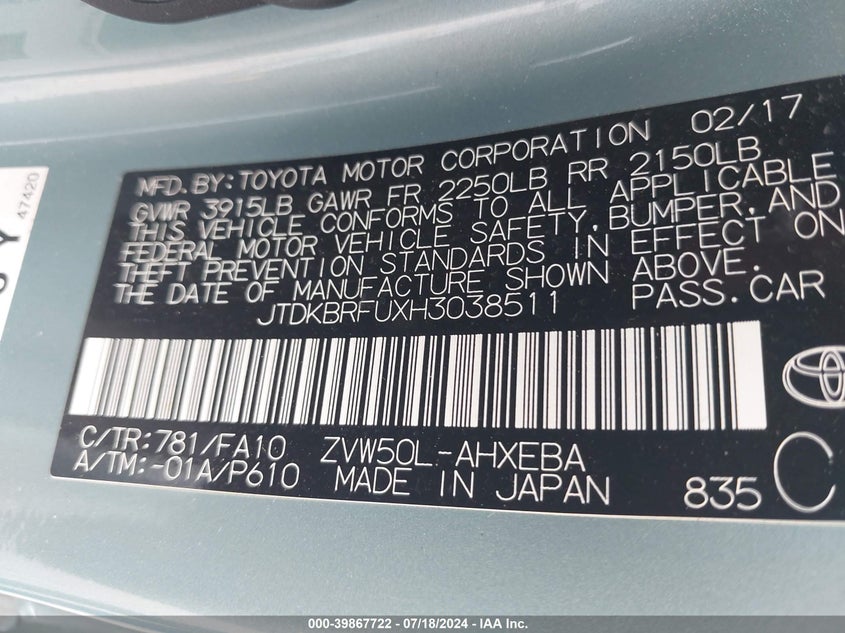 47420
MFD. BY: TOYOTA MOTOR CORPORATION 02/17
GVWR 3915LB GAWR FR 2250LB RR 2150LB
THIS VEHICLE CONFORMS TO ALL APPLICABLE
FEDERAL MOTOR VEHICLE SAFETY, BUMPER, AND
THEFT PREVENTION STANDARDS IN EFFECT ON
THE DATE OF MANUFACTURE SHOWN ABOVE.
JTDKBRFUXH3038511 PASS. CAR
C/TR: 781/FA10 ZVW50L-AHXEBA
A/TM: -01A/P610 MADE IN JAPAN 835 C
000-39867722 - 07/18/2024 - IAA Inc.